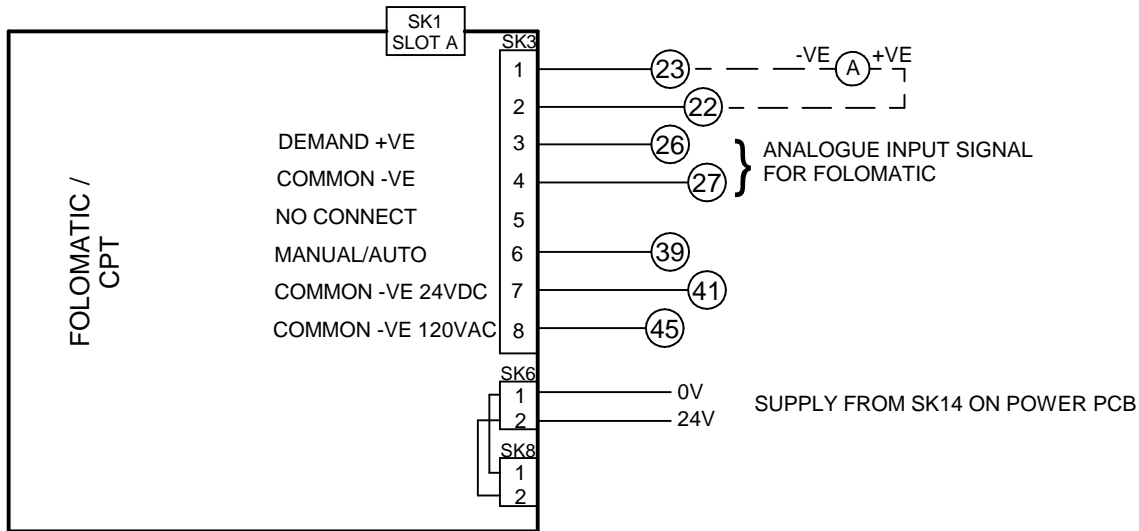 SK1
SLOT A
SK3
1 23 -VE A +VE
2 22
DEMAND +VE 3 26
COMMON -VE 4 27
} ANALOGUE INPUT SIGNAL
FOR FOLOMATIC
NO CONNECT 5
MANUAL/AUTO 6 39
COMMON -VE 24VDC 7 41
COMMON -VE 120VAC 8 45
FOLOMATIC /
CPT
SK6
1 0V
2 24V
SUPPLY FROM SK14 ON POWER PCB
SK8
1
2